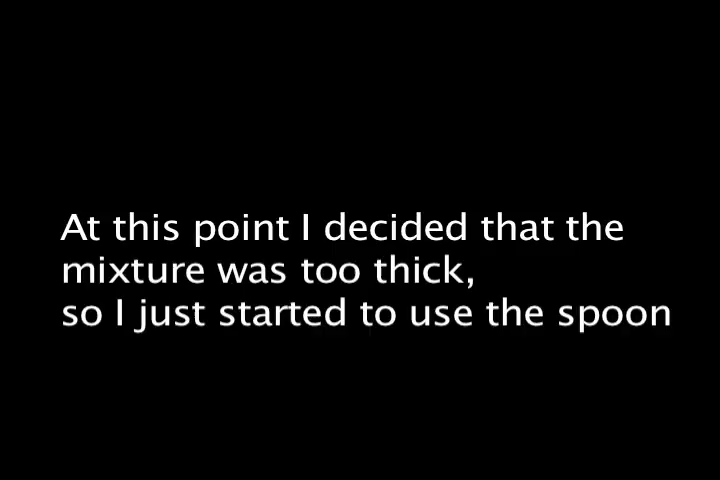 At this point I decided that the
mixture was too thick,
so I just started to use the spoon